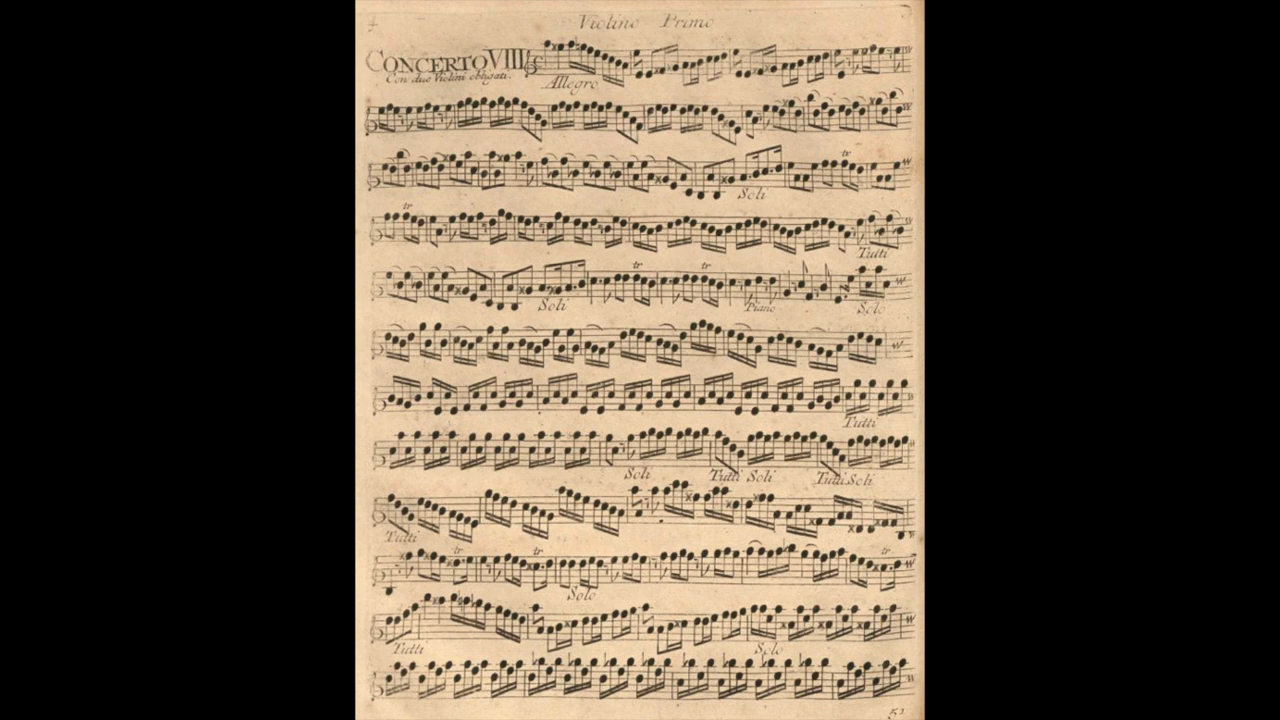 4 Violino Primo
CONCERTO VIII
Con due Violini obligati.
Allegro
tr
Soli
tr
Tutti
tr tr
Soli Piano Solo
Tutti
Soli Tutti Soli Tutti Soli
Tutti
tr tr tr
Solo
Tutti Solo